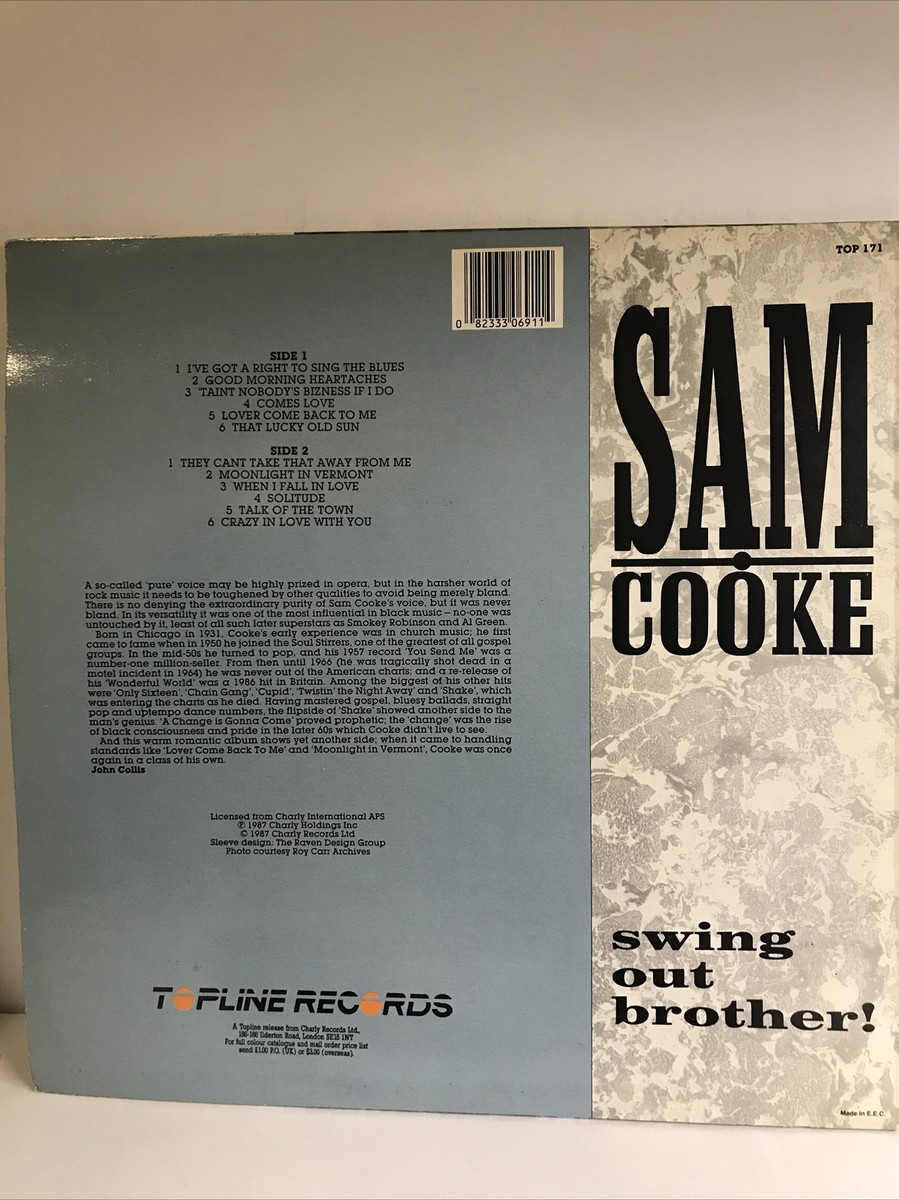 TOP 171
0 82333 06911
SIDE 1
1 I'VE GOT A RIGHT TO SING THE BLUES
2 GOOD MORNING HEARTACHES
3 'TAINT NOBODY'S BIZNESS IF I DO
4 COMES LOVE
5 LOVER COME BACK TO ME
6 THAT LUCKY OLD SUN
SIDE 2
1 THEY CANT TAKE THAT AWAY FROM ME
2 MOONLIGHT IN VERMONT
3 WHEN I FALL IN LOVE
4 SOLITUDE
5 TALK OF THE TOWN
6 CRAZY IN LOVE WITH YOU
A so-called 'pure' voice may be highly prized in opera, but in the harsher world of
rock music it needs to be toughened by other qualities to avoid being merely bland.
There is no denying the extraordinary purity of Sam Cooke's voice, but it was never
bland. In its versatility it was one of the most influential in black music – no-one was
untouched by it, least of all such later superstars as Smokey Robinson and Al Green.
Born in Chicago in 1931, Cooke's early experience was in church music; he first
came to fame when in 1950 he joined the Soul Stirrers, one of the greatest of all gospel
groups. In the mid-50s he turned to pop, and his 1957 record 'You Send Me' was a
number-one million-seller. From then until 1966 (he was tragically shot dead in a
motel incident in 1964) he was never out of the American charts; and a re-release of
his 'Wonderful World' was a 1986 hit in Britain. Among the biggest of his other hits
were 'Only Sixteen', 'Chain Gang', 'Cupid', 'Twistin' the Night Away' and 'Shake', which
was entering the charts as he died. Having mastered gospel, bluesy ballads, straight
pop and uptempo dance numbers, the flipside of 'Shake' showed another side to the
man's genius. 'A Change is Gonna Come' proved prophetic; the 'change' was the rise
of black consciousness and pride in the later 60s which Cooke didn't live to see.
And this warm romantic album shows yet another side; when it came to handling
standards like 'Lover Come Back To Me' and 'Moonlight in Vermont', Cooke was once
again in a class of his own.
John Collis
Licensed from Charly International APS
℗ 1987 Charly Holdings Inc
© 1987 Charly Records Ltd
Sleeve design: The Raven Design Group
Photo courtesy Roy Carr Archives
TOPLINE RECORDS
A Topline release from Charly Records Ltd.,
156-166 Ilderton Road, London SE15 1NT
For full colour catalogue and mail order price list
send £1.00 P.O. (UK) or $3.00 (overseas).
SAM
COOKE
swing
out
brother!
Made in E.E.C.